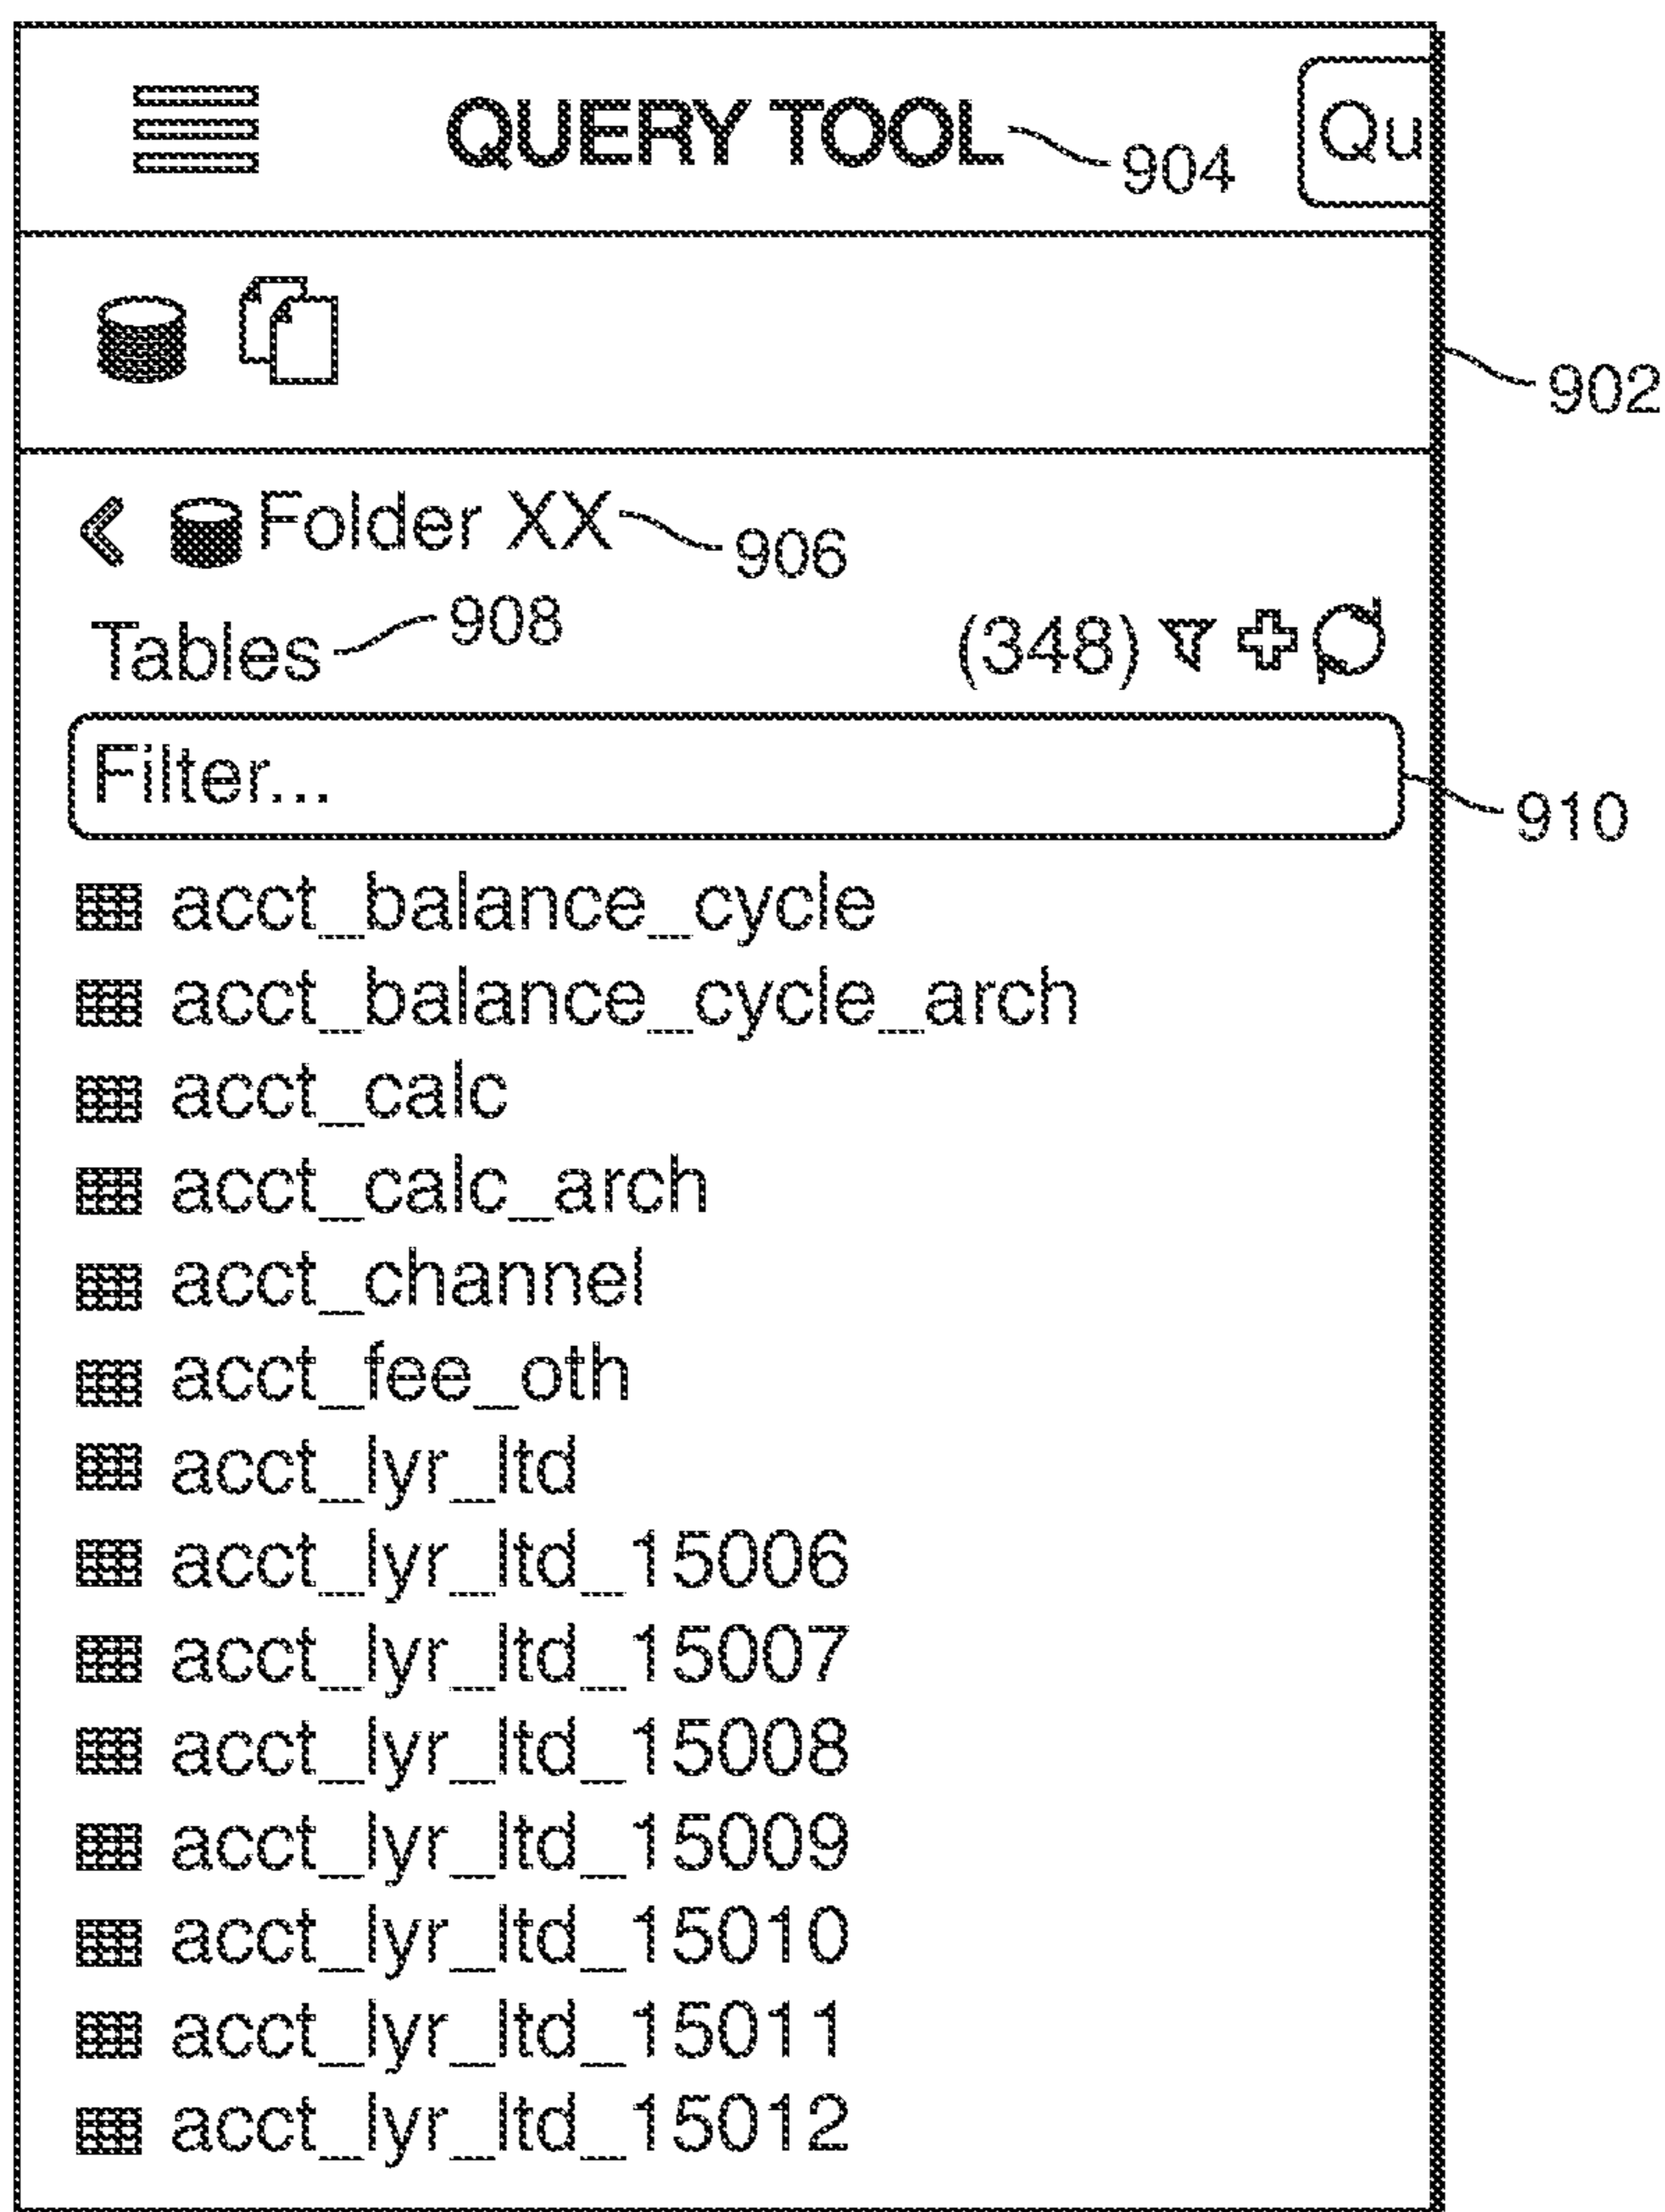 QUERY TOOL 904 Qu
902
Folder XX 906
Tables 908 (348)
Filter...
910
acct_balance_cycle
acct_balance_cycle_arch
acct_calc
acct_calc_arch
acct_channel
acct_fee_oth
acct_lyr_ltd
acct_lyr_ltd_15006
acct_lyr_ltd_15007
acct_lyr_ltd_15008
acct_lyr_ltd_15009
acct_lyr_ltd_15010
acct_lyr_ltd_15011
acct_lyr_ltd_15012